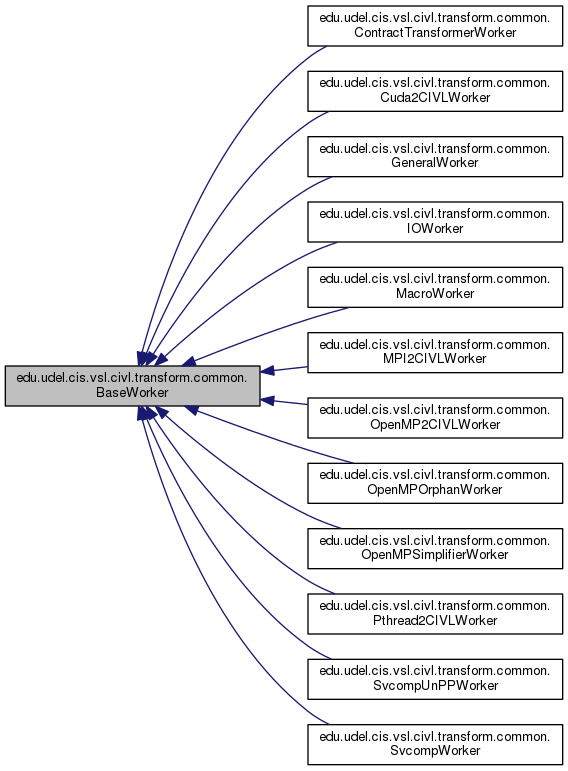 edu.udel.cis.vsl.civl.transform.common.
ContractTransformerWorker
edu.udel.cis.vsl.civl.transform.common.
Cuda2CIVLWorker
edu.udel.cis.vsl.civl.transform.common.
GeneralWorker
edu.udel.cis.vsl.civl.transform.common.
IOWorker
edu.udel.cis.vsl.civl.transform.common.
MacroWorker
edu.udel.cis.vsl.civl.transform.common.
MPI2CIVLWorker
edu.udel.cis.vsl.civl.transform.common.
BaseWorker
edu.udel.cis.vsl.civl.transform.common.
OpenMP2CIVLWorker
edu.udel.cis.vsl.civl.transform.common.
OpenMPOrphanWorker
edu.udel.cis.vsl.civl.transform.common.
OpenMPSimplifierWorker
edu.udel.cis.vsl.civl.transform.common.
Pthread2CIVLWorker
edu.udel.cis.vsl.civl.transform.common.
SvcompUnPPWorker
edu.udel.cis.vsl.civl.transform.common.
SvcompWorker